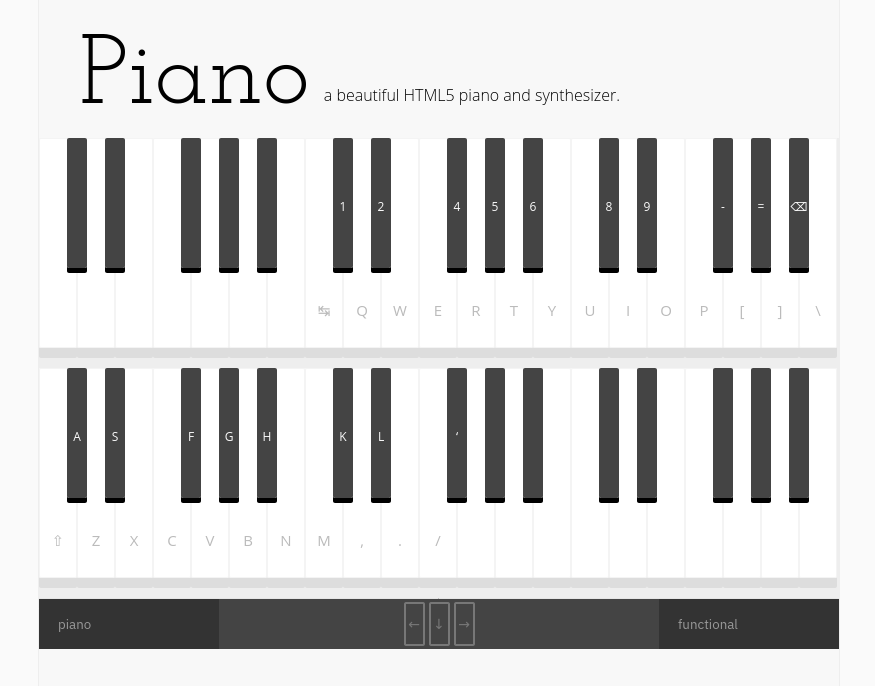 Piano a beautiful HTML5 piano and synthesizer.
1 2 4 5 6 8 9 - = ⌫
↹ Q W E R T Y U I O P [ ] \
A S F G H K L ‘
⇧ Z X C V B N M , . /
piano ← ↓ → functional